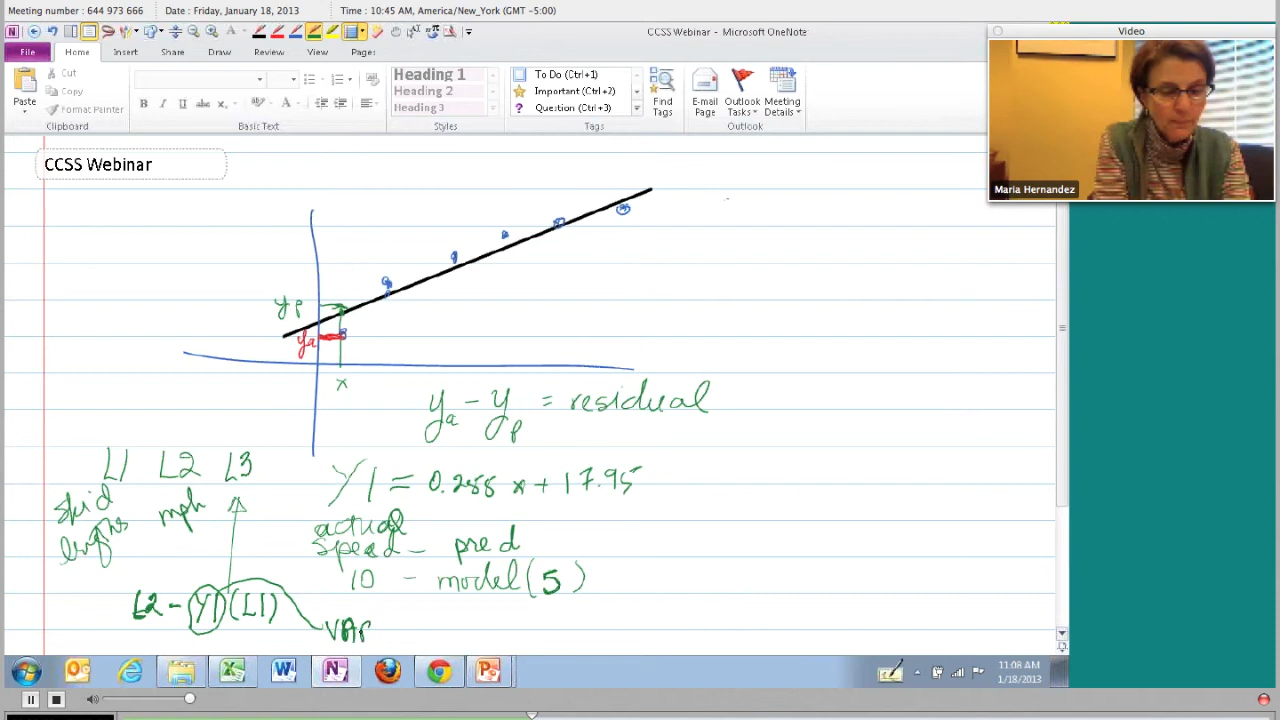 Meeting number : 644 973 666 Date : Friday, January 18, 2013 Time : 10:45 AM, America/New_York (GMT -5:00)
CCSS Webinar - Microsoft OneNote
Video
File Home Insert Share Draw Review View Pages
Paste
Cut
Copy
Format Painter
Clipboard
B I U abc
Basic Text
Heading 1
Heading 2
Heading 3
Styles
To Do (Ctrl+1)
Important (Ctrl+2)
Question (Ctrl+3)
Tags
Find Tags
E-mail Page
Outlook Tasks
Meeting Details
Outlook
Maria Hernandez
CCSS Webinar
yp
ya
x
ya - yp = residual
L1 L2 L3
skid lengths
mph
Y1 = 0.288 x + 17.95
actual
speed - pred
10 - model(5)
L2 - Y1(L1)
VAR
11:08 AM
1/18/2013